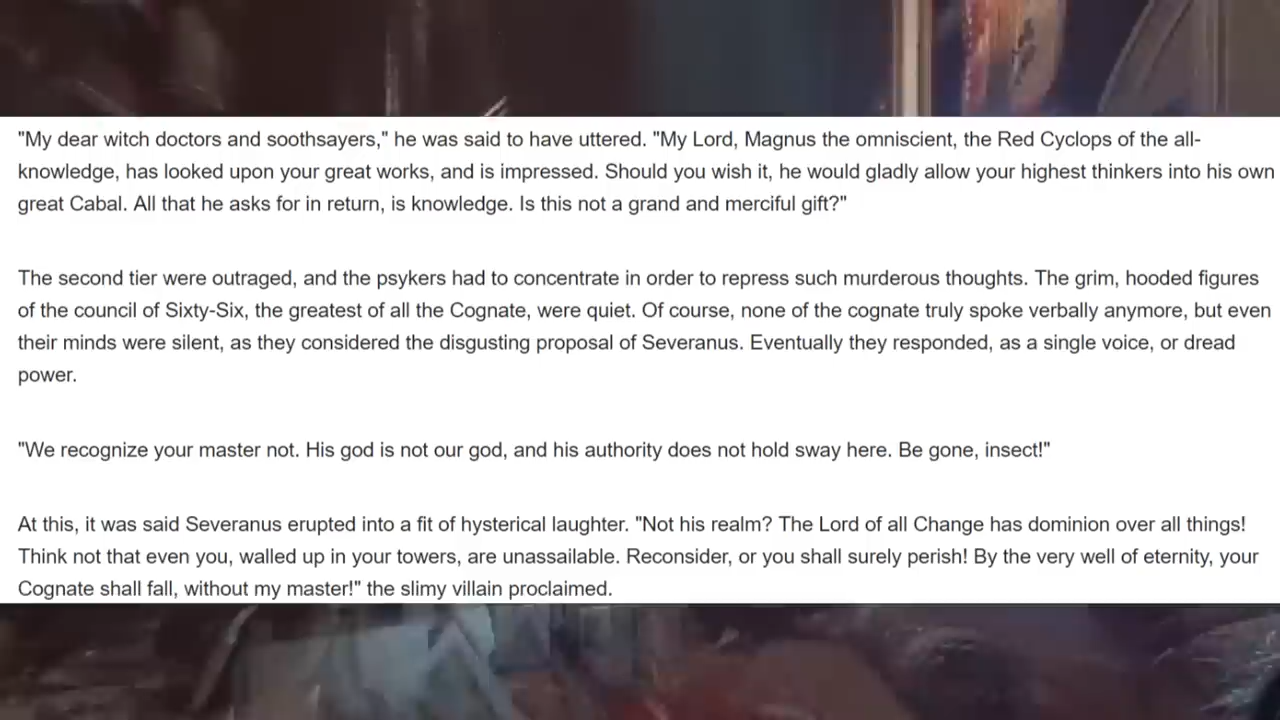 "My dear witch doctors and soothsayers," he was said to have uttered. "My Lord, Magnus the omniscient, the Red Cyclops of the all-
knowledge, has looked upon your great works, and is impressed. Should you wish it, he would gladly allow your highest thinkers into his own
great Cabal. All that he asks for in return, is knowledge. Is this not a grand and merciful gift?"
The second tier were outraged, and the psykers had to concentrate in order to repress such murderous thoughts. The grim, hooded figures
of the council of Sixty-Six, the greatest of all the Cognate, were quiet. Of course, none of the cognate truly spoke verbally anymore, but even
their minds were silent, as they considered the disgusting proposal of Severanus. Eventually they responded, as a single voice, or dread
power.
"We recognize your master not. His god is not our god, and his authority does not hold sway here. Be gone, insect!"
At this, it was said Severanus erupted into a fit of hysterical laughter. "Not his realm? The Lord of all Change has dominion over all things!
Think not that even you, walled up in your towers, are unassailable. Reconsider, or you shall surely perish! By the very well of eternity, your
Cognate shall fall, without my master!" the slimy villain proclaimed.